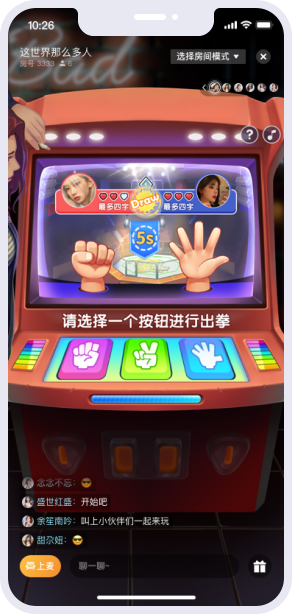 10:26
这世界那么多人
房号 3333 6
选择房间模式
?
最多四字
Draw
最多四字
5s
请选择一个按钮进行出拳
念念不忘：
盛世红盛：开始吧
余笙南吟：叫上小伙伴们一起来玩
甜尕妞：
上麦
聊一聊~